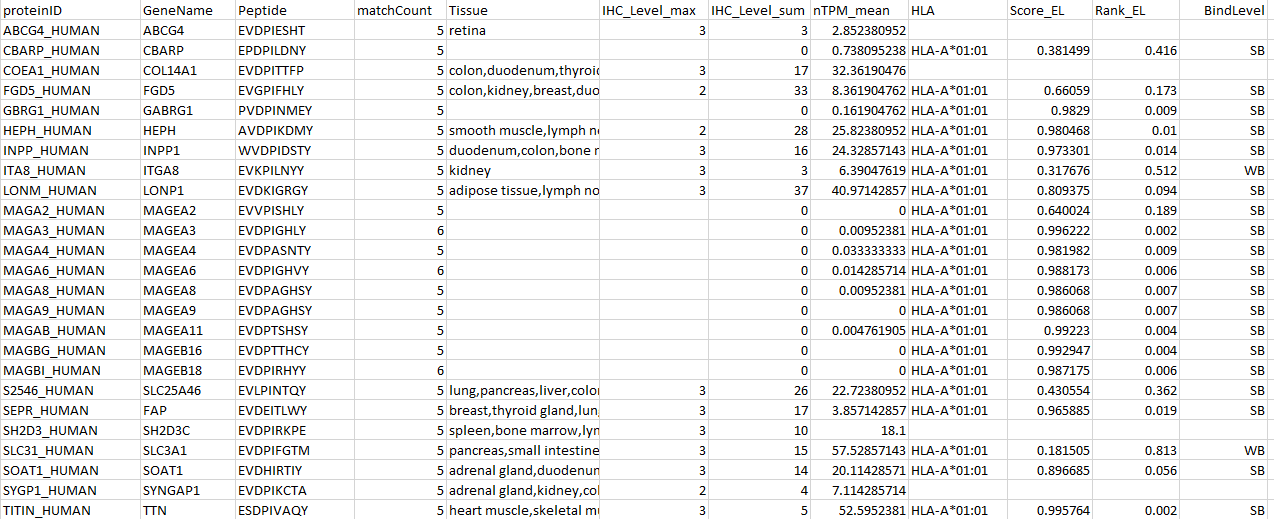 proteinID GeneName Peptide matchCount Tissue IHC_Level_max IHC_Level_sum nTPM_mean HLA Score_EL Rank_EL BindLevel
ABCG4_HUMAN ABCG4 EVDPIESHT 5 retina 3 3 2.852380952
CBARP_HUMAN CBARP EPDPILDNY 5 0 0.738095238 HLA-A*01:01 0.381499 0.416 SB
COEA1_HUMAN COL14A1 EVDPITTFP 5 colon,duodenum,thyroid 3 17 32.36190476
FGD5_HUMAN FGD5 EVGPIFHLY 5 colon,kidney,breast,duo 2 33 8.361904762 HLA-A*01:01 0.66059 0.173 SB
GBRG1_HUMAN GABRG1 PVDPINMEY 5 0 0.161904762 HLA-A*01:01 0.9829 0.009 SB
HEPH_HUMAN HEPH AVDPIKDMY 5 smooth muscle,lymph no 2 28 25.82380952 HLA-A*01:01 0.980468 0.01 SB
INPP_HUMAN INPP1 WVDPIDSTY 5 duodenum,colon,bone m 3 16 24.32857143 HLA-A*01:01 0.973301 0.014 SB
ITA8_HUMAN ITGA8 EVKPILNYY 5 kidney 3 3 6.39047619 HLA-A*01:01 0.317676 0.512 WB
LONM_HUMAN LONP1 EVDKIGRGY 5 adipose tissue,lymph no 3 37 40.97142857 HLA-A*01:01 0.809375 0.094 SB
MAGA2_HUMAN MAGEA2 EVVPISHLY 5 0 0 HLA-A*01:01 0.640024 0.189 SB
MAGA3_HUMAN MAGEA3 EVDPIGHLY 6 0 0.00952381 HLA-A*01:01 0.996222 0.002 SB
MAGA4_HUMAN MAGEA4 EVDPASNTY 5 0 0.033333333 HLA-A*01:01 0.981982 0.009 SB
MAGA6_HUMAN MAGEA6 EVDPIGHVY 6 0 0.014285714 HLA-A*01:01 0.988173 0.006 SB
MAGA8_HUMAN MAGEA8 EVDPAGHSY 5 0 0.00952381 HLA-A*01:01 0.986068 0.007 SB
MAGA9_HUMAN MAGEA9 EVDPAGHSY 5 0 0 HLA-A*01:01 0.986068 0.007 SB
MAGAB_HUMAN MAGEA11 EVDPTSHSY 5 0 0.004761905 HLA-A*01:01 0.99223 0.004 SB
MAGBG_HUMAN MAGEB16 EVDPTTHCY 5 0 0 HLA-A*01:01 0.992947 0.004 SB
MAGBI_HUMAN MAGEB18 EVDPIRHYY 6 0 0 HLA-A*01:01 0.987175 0.006 SB
S2546_HUMAN SLC25A46 EVLPINTQY 5 lung,pancreas,liver,colon 3 26 22.72380952 HLA-A*01:01 0.430554 0.362 SB
SEPR_HUMAN FAP EVDEITLWY 5 breast,thyroid gland,lun 3 17 3.857142857 HLA-A*01:01 0.965885 0.019 SB
SH2D3_HUMAN SH2D3C EVDPIRKPE 5 spleen,bone marrow,lym 3 10 18.1
SLC31_HUMAN SLC3A1 EVDPIFGTM 5 pancreas,small intestine 3 15 57.52857143 HLA-A*01:01 0.181505 0.813 WB
SOAT1_HUMAN SOAT1 EVDHIRTIY 5 adrenal gland,duodenum 3 14 20.11428571 HLA-A*01:01 0.896685 0.056 SB
SYGP1_HUMAN SYNGAP1 EVDPIKCTA 5 adrenal gland,kidney,col 2 4 7.114285714
TITIN_HUMAN TTN ESDPIVAQY 5 heart muscle,skeletal mu 3 5 52.5952381 HLA-A*01:01 0.995764 0.002 SB